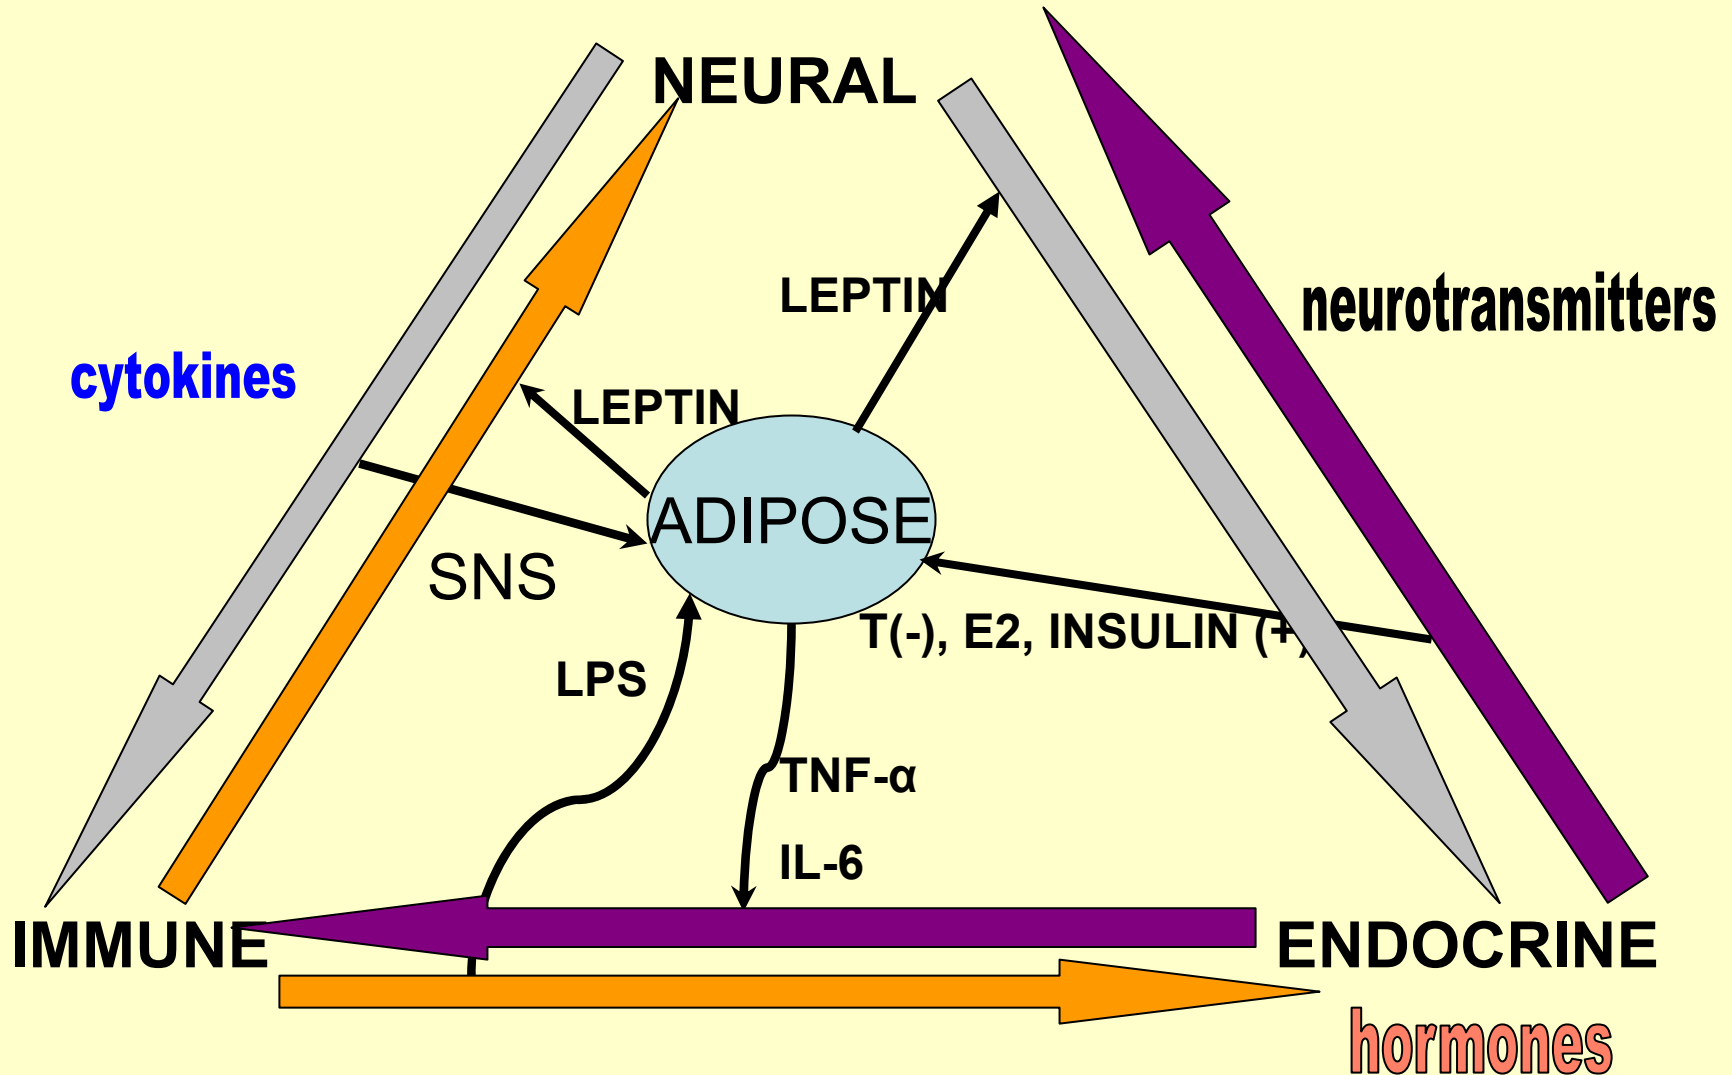 NEURAL
LEPTIN
neurotransmitters
cytokines
LEPTIN
ADIPOSE
SNS
T(-), E2, INSULIN (+)
LPS
TNF-α
IL-6
IMMUNE
ENDOCRINE
hormones